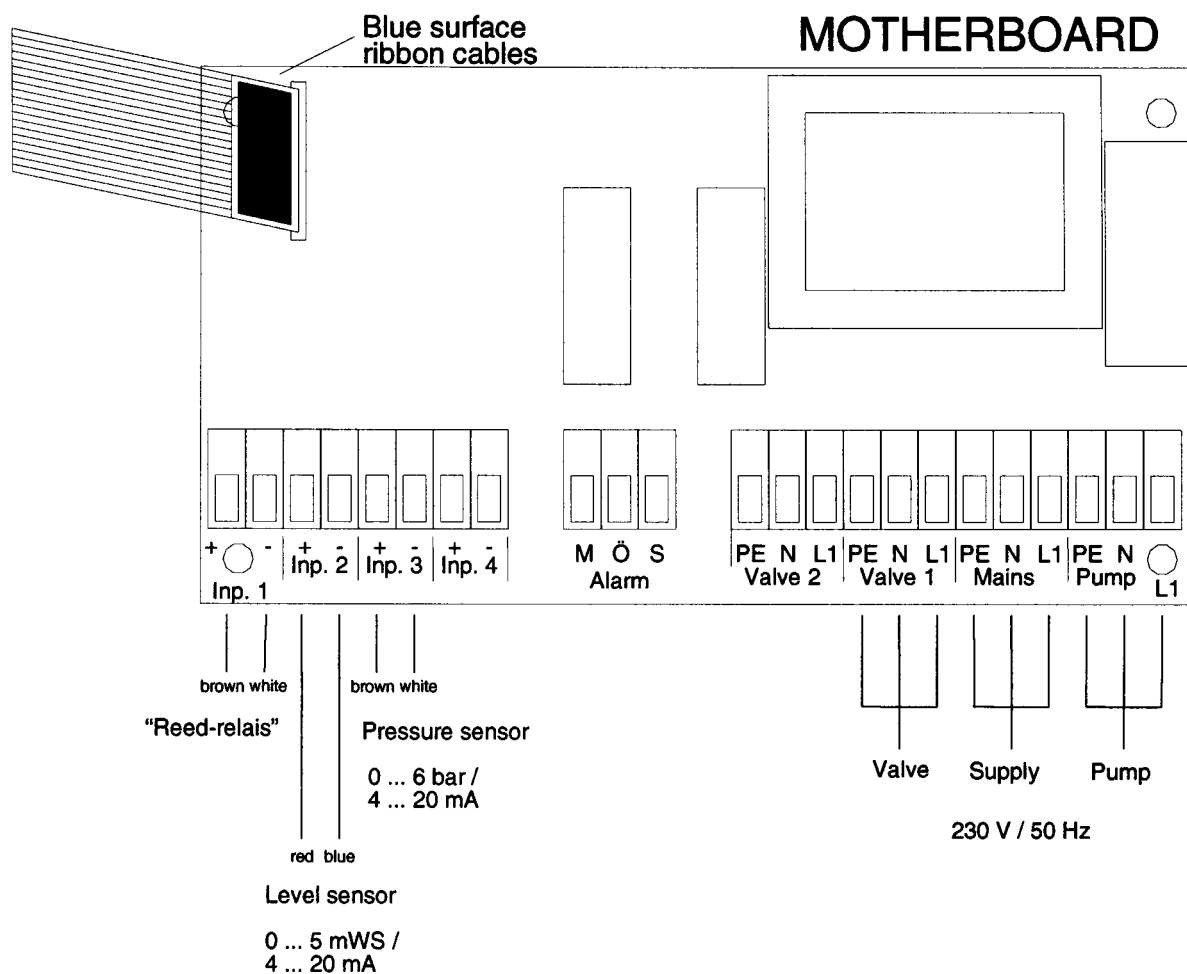 Blue surface
ribbon cables
MOTHERBOARD
+ - + - + - + -
Inp. 1 Inp. 2 Inp. 3 Inp. 4
M Ö S
Alarm
PE N L1 PE N L1 PE N L1 PE N L1
Valve 2 Valve 1 Mains Pump
brown white
"Reed-relais"
brown white
Pressure sensor
0 ... 6 bar /
4 ... 20 mA
red blue
Level sensor
0 ... 5 mWS /
4 ... 20 mA
Valve Supply Pump
230 V / 50 Hz